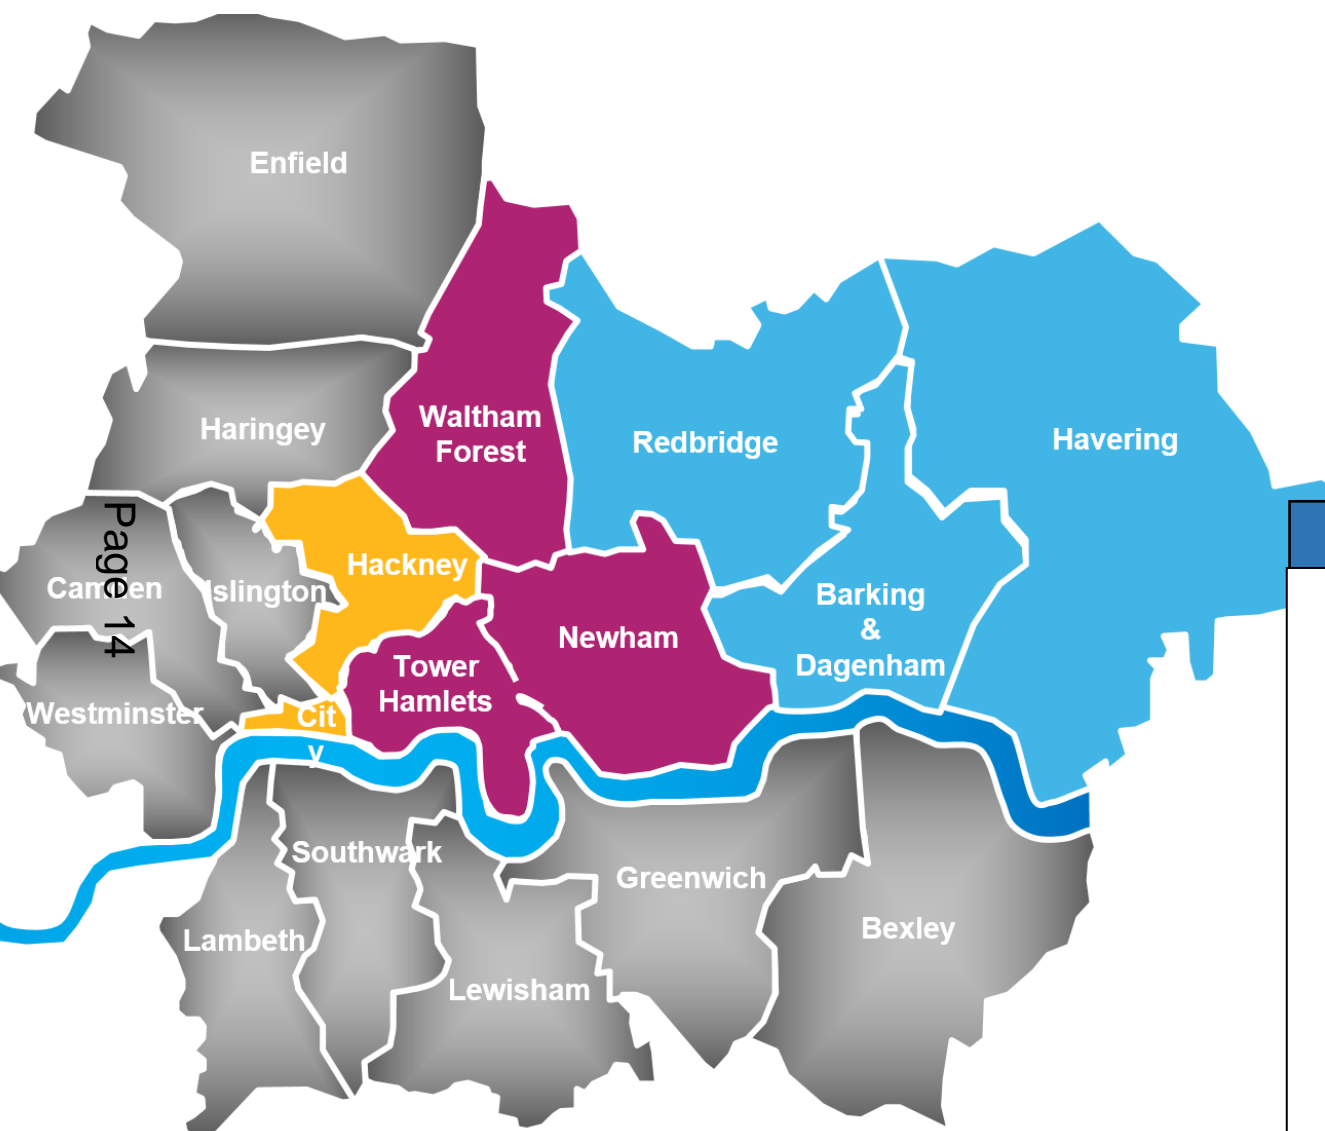 Enfield
Waltham
Forest
Haringey
Redbridge
Havering
Page 14
Camden
Islington
Hackney
Barking
&
Dagenham
Newham
Tower
Hamlets
Westminster
Cit
y
Southwark
Greenwich
Lambeth
Bexley
Lewisham